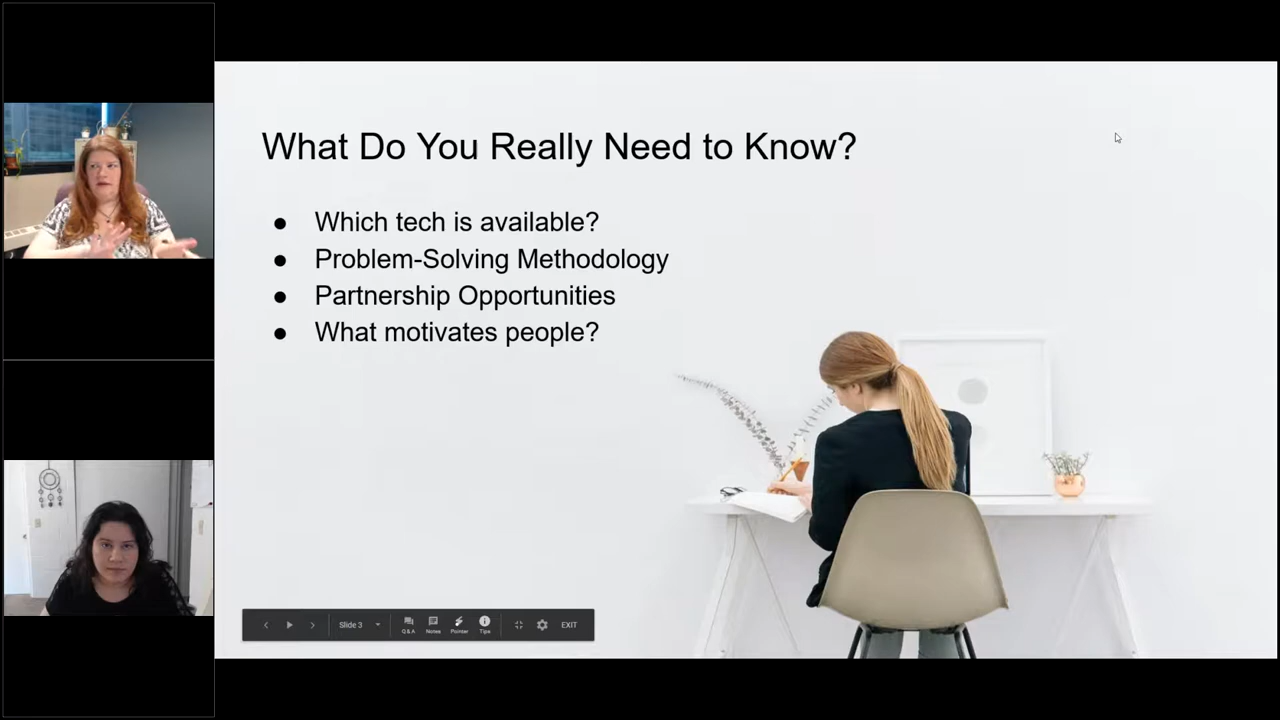 What Do You Really Need to Know?
● Which tech is available?
● Problem-Solving Methodology
● Partnership Opportunities
● What motivates people?
Slide 3
Q&A Notes Pointer Tips
EXIT